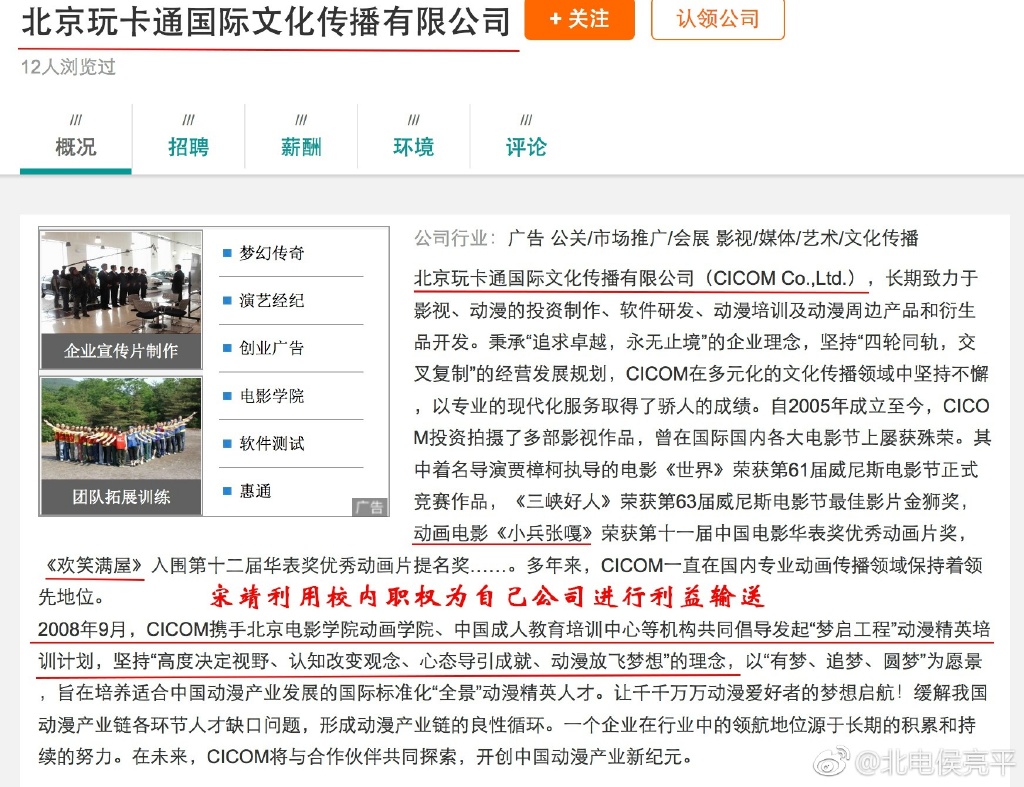 北京玩卡通国际文化传播有限公司
+ 关注
认领公司
12人浏览过
/// /// /// /// ///
概况 招聘 薪酬 环境 评论
企业宣传片制作
团队拓展训练
梦幻传奇
演艺经纪
创业广告
电影学院
软件测试
惠通
广告
公司行业： 广告 公关/市场推广/会展 影视/媒体/艺术/文化传播
北京玩卡通国际文化传播有限公司（CICOM Co.,Ltd.），长期致力于
影视、动漫的投资制作、软件研发、动漫培训及动漫周边产品和衍生
品开发。秉承“追求卓越，永无止境”的企业理念，坚持“四轮同轨，交
叉复制”的经营发展规划，CICOM在多元化的文化传播领域中坚持不懈
，以专业的现代化服务取得了骄人的成绩。自2005年成立至今，CICO
M投资拍摄了多部影视作品，曾在国际国内各大电影节上屡获殊荣。其
中着名导演贾樟柯执导的电影《世界》荣获第61届威尼斯电影节正式
竞赛作品，《三峡好人》荣获第63届威尼斯电影节最佳影片金狮奖，
动画电影《小兵张嘎》荣获第十一届中国电影华表奖优秀动画片奖，
《欢笑满屋》入围第十二届华表奖优秀动画片提名奖……。多年来，CICOM一直在国内专业动画传播领域保持着领
先地位。
宋靖利用校内职权为自己公司进行利益输送
2008年9月，CICOM携手北京电影学院动画学院、中国成人教育培训中心等机构共同倡导发起“梦启工程”动漫精英培
训计划，坚持“高度决定视野、认知改变观念、心态导引成就、动漫放飞梦想”的理念，以“有梦、追梦、圆梦”为愿景
，旨在培养适合中国动漫产业发展的国际标准化“全景”动漫精英人才。让千千万万动漫爱好者的梦想启航！缓解我国
动漫产业链各环节人才缺口问题，形成动漫产业链的良性循环。一个企业在行业中的领航地位源于长期的积累和持
续的努力。在未来，CICOM将与合作伙伴共同探索，开创中国动漫产业新纪元。
@北电侯亮平